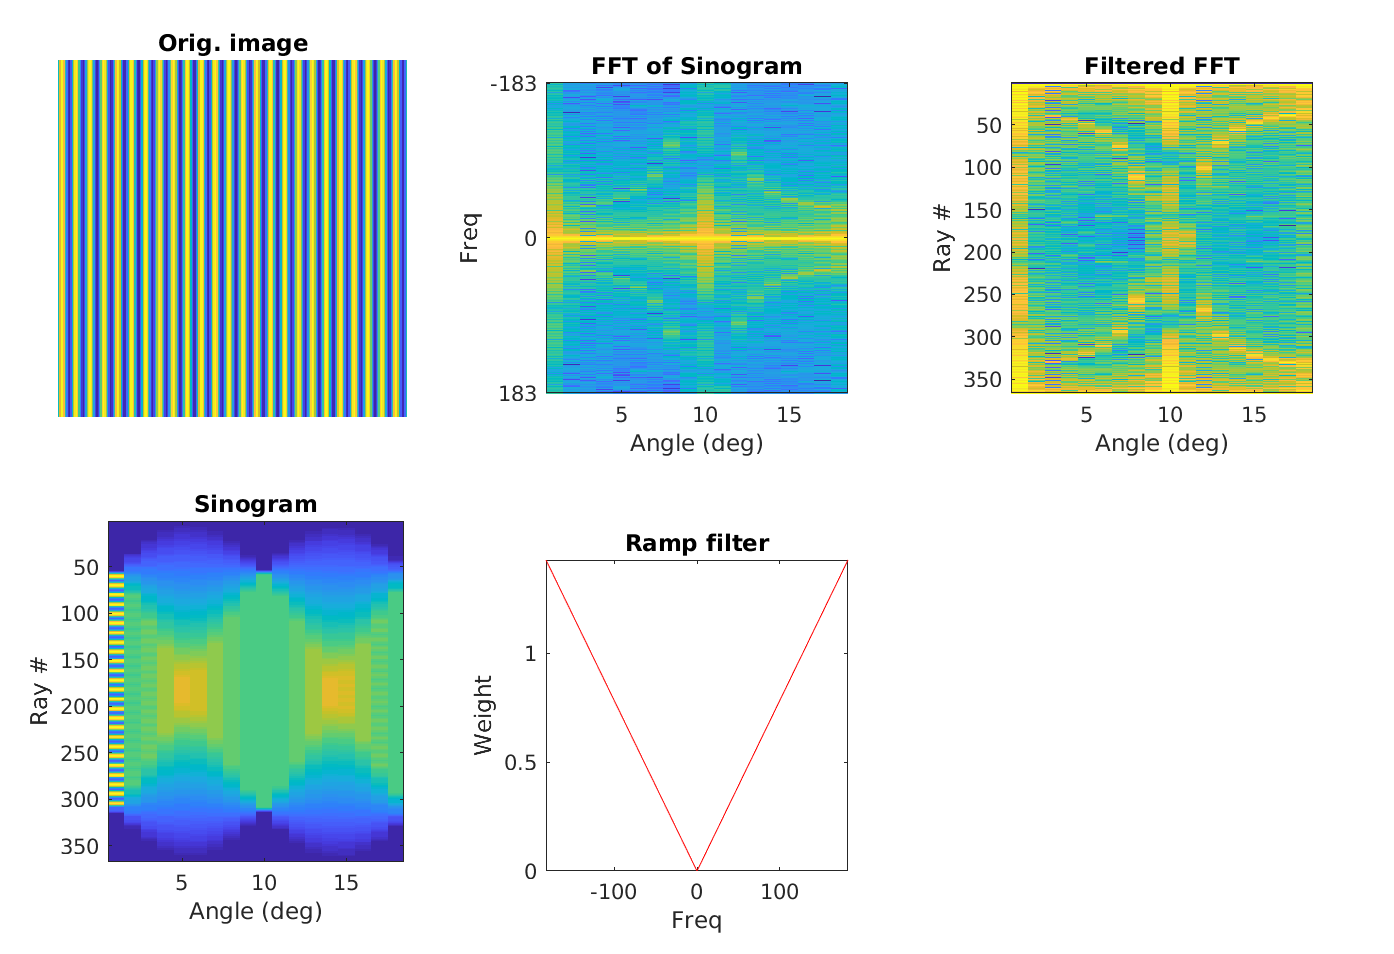 Orig. image
FFT of Sinogram
-183
0
183
Freq
5 10 15
Angle (deg)
Filtered FFT
50
100
150
200
250
300
350
Ray #
5 10 15
Angle (deg)
Sinogram
50
100
150
200
250
300
350
Ray #
5 10 15
Angle (deg)
Ramp filter
1
0.5
0
Weight
-100 0 100
Freq